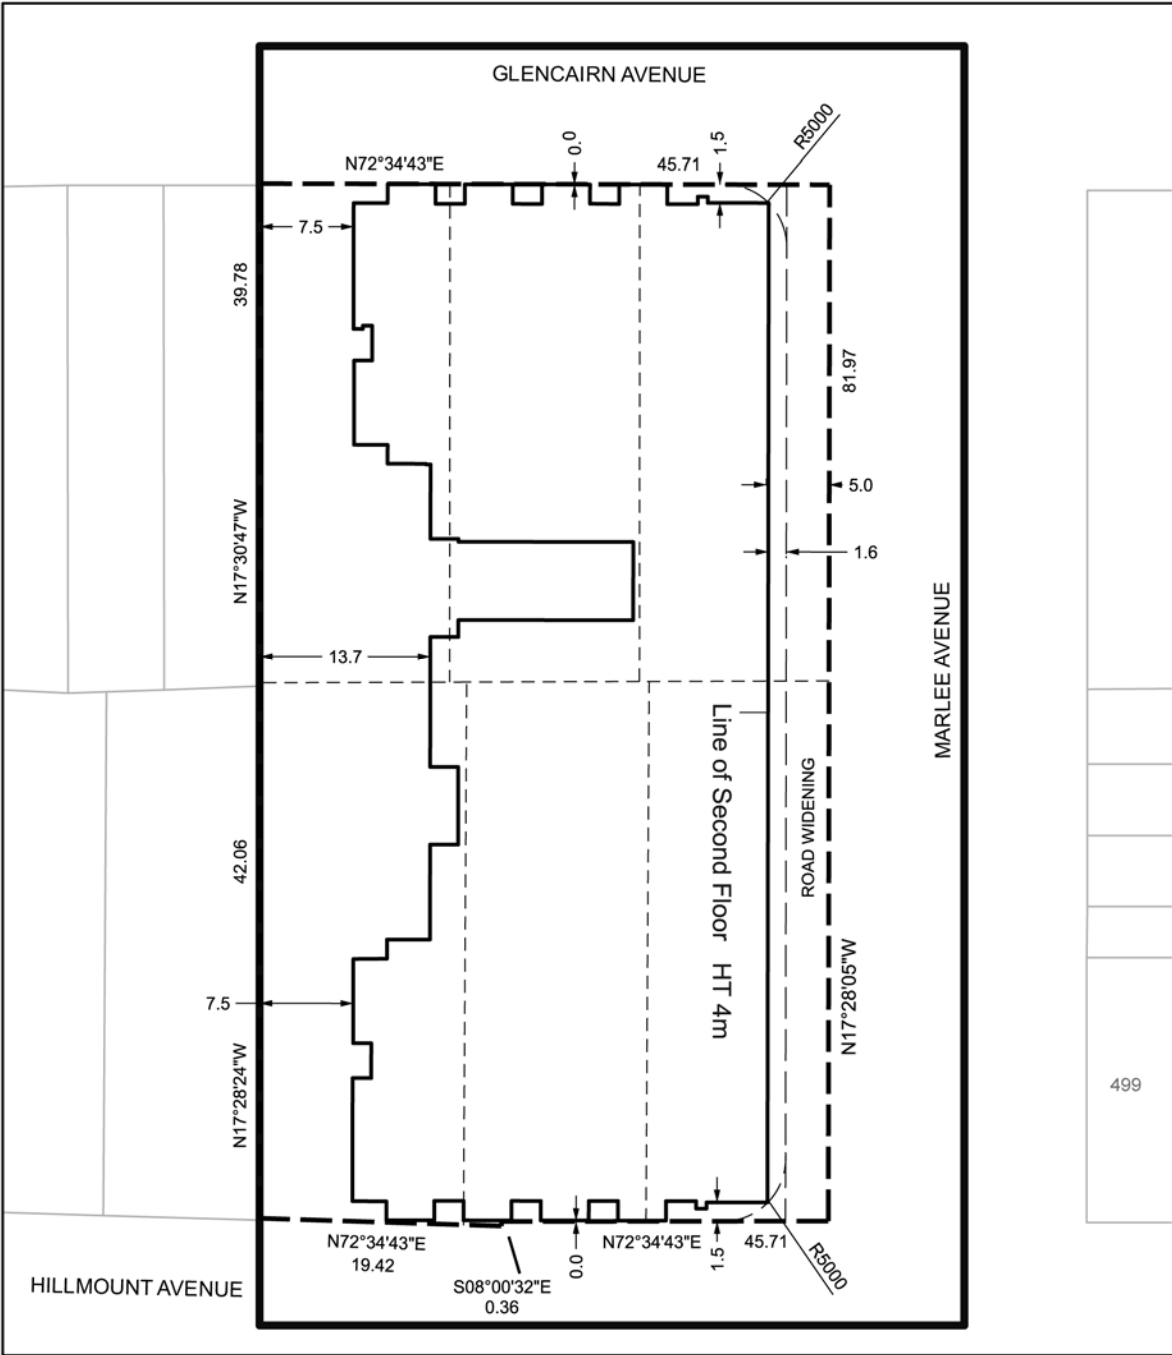 GLENCAIRN AVENUE
R5000
0.0
1.5
N72°34'43"E
45.71
7.5
39.78
81.97
5.0
N17°30'47"W
1.6
13.7
MARLEE AVENUE
Line of Second Floor HT 4m
ROAD WIDENING
42.06
N17°28'05"W
7.5
N17°28'24"W
499
N72°34'43"E
19.42
0.0
N72°34'43"E
1.5
45.71
R5000
S08°00'32"E
0.36
HILLMOUNT AVENUE